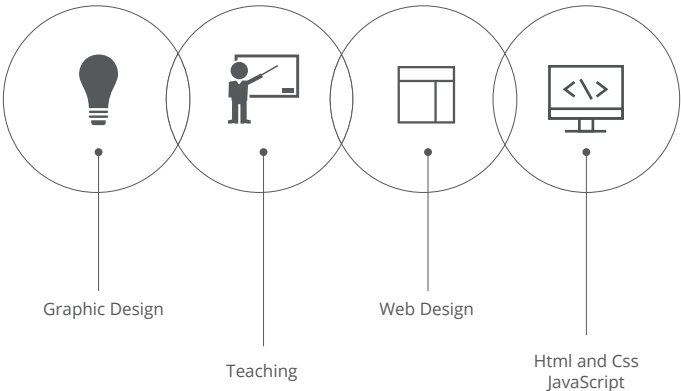 Graphic Design
Teaching
Web Design
Html and Css
JavaScript